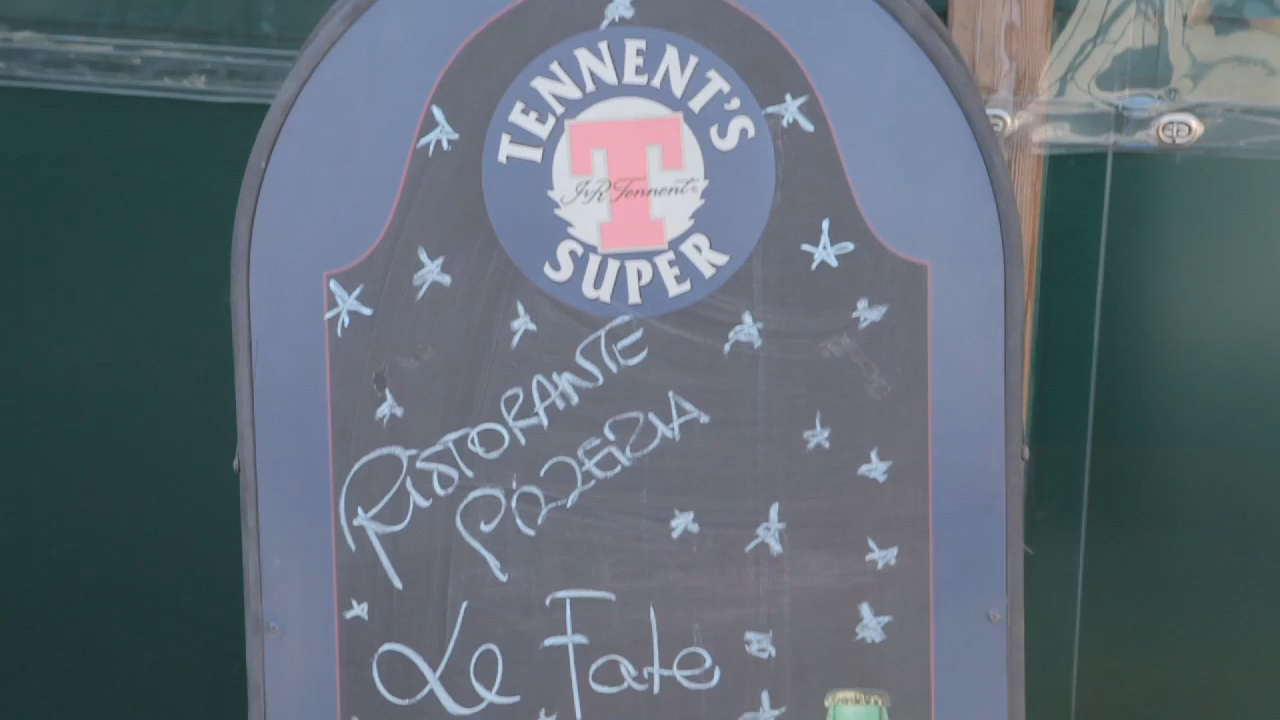 TENNENT'S
J&R Tennent
SUPER
RISTORANTE
PIZZERIA
Le Fate